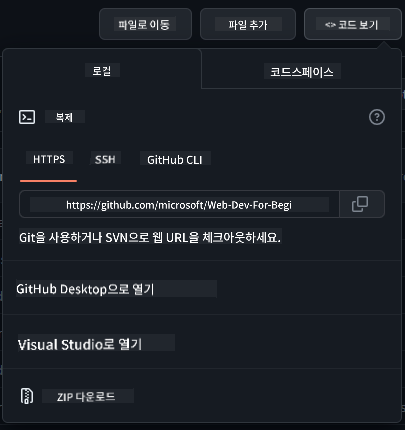 파일로 이동
파일 추가
<> 코드 보기
로컬
코드스페이스
복제
HTTPS
SSH
GitHub CLI
https://github.com/microsoft/Web-Dev-For-Begi
Git을 사용하거나 SVN으로 웹 URL을 체크아웃하세요.
GitHub Desktop으로 열기
Visual Studio로 열기
ZIP 다운로드